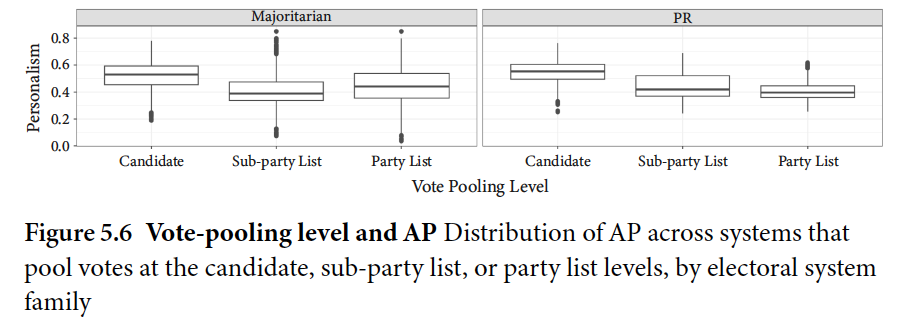 Majoritarian
PR
Personalism
0.8
0.6
0.4
0.2
0.0
Candidate
Sub-party List
Party List
Candidate
Sub-party List
Party List
Vote Pooling Level
Figure 5.6 Vote-pooling level and AP Distribution of AP across systems that
pool votes at the candidate, sub-party list, or party list levels, by electoral system
family